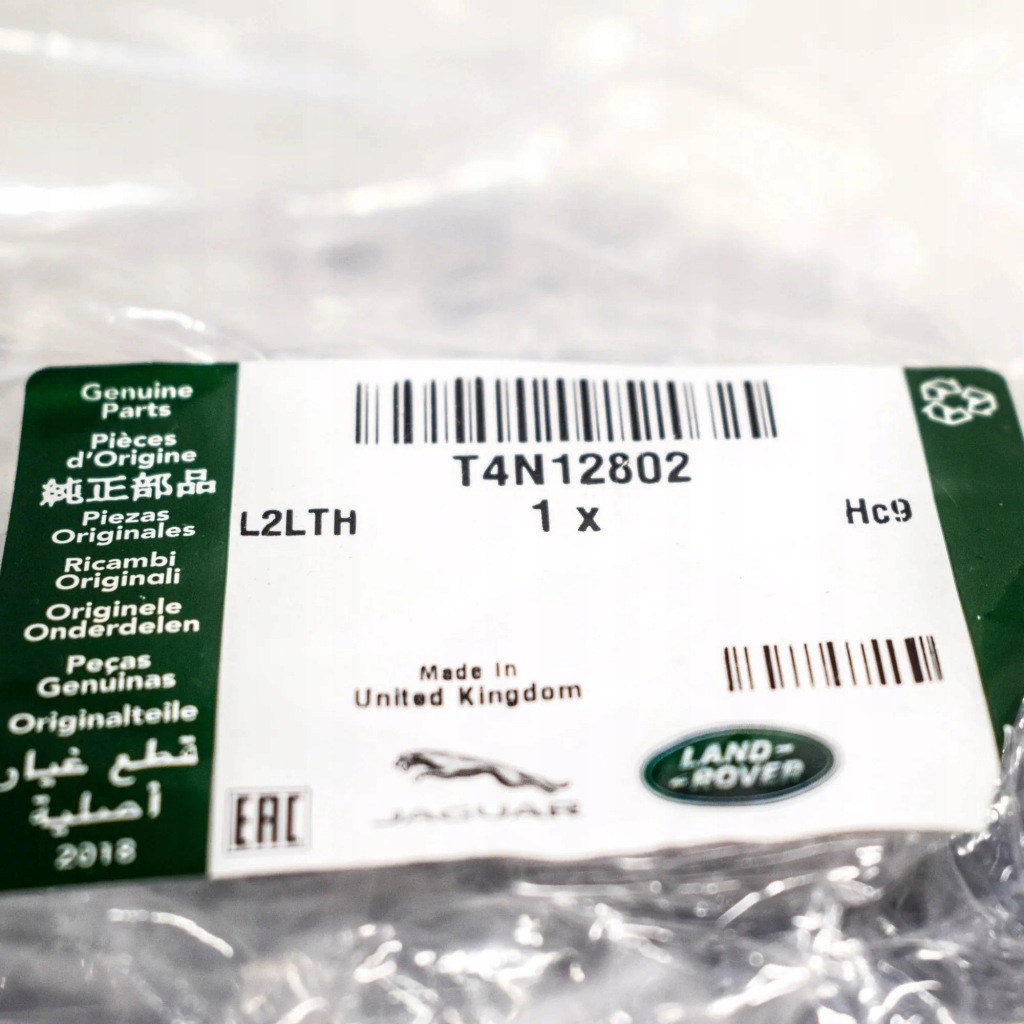 Genuine
Parts
Pièces
d'Origine
純正部品
Piezas
Originales
Ricambi
Originali
Originele
Onderdelen
Peças
Genuinas
Originalteile
قطع غيار
أصلية
2018
T4N12802
L2LTH 1 x Hc9
Made In
United Kingdom
EAC
JAGUAR
LAND-
-ROVER